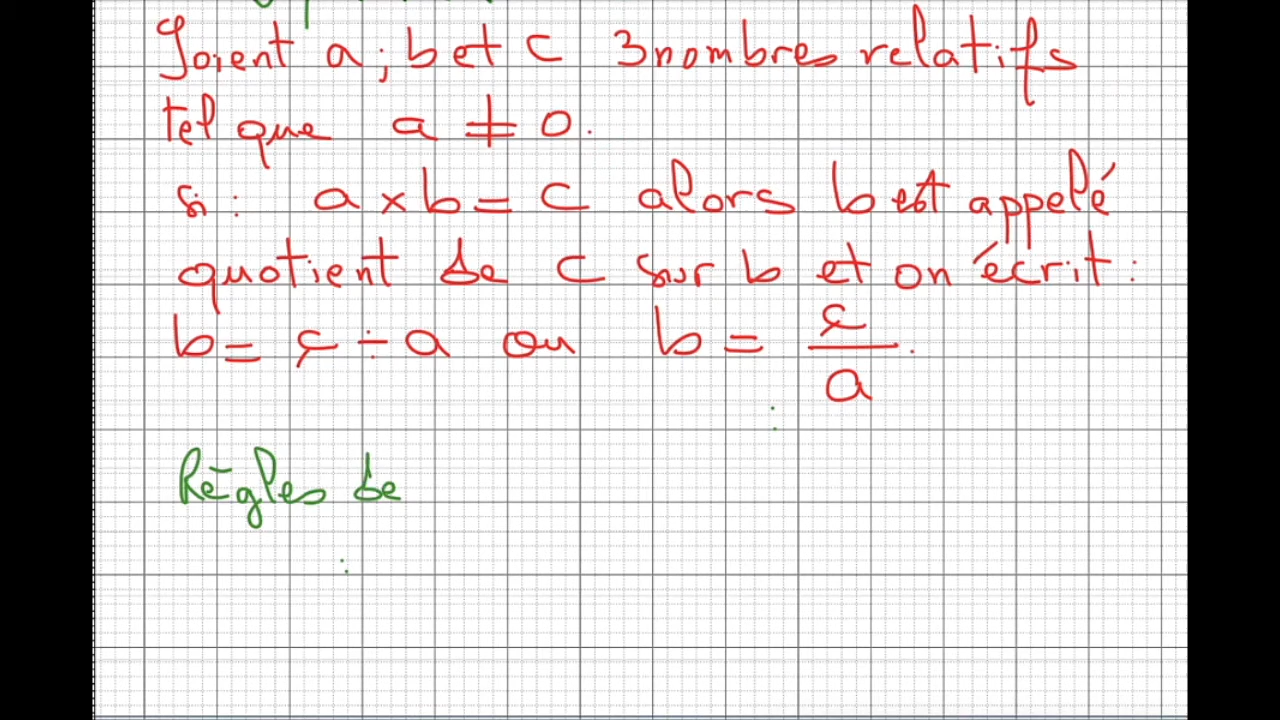 Soient a ; b et c 3 nombres relatifs
tel que a ≠ 0.
si : a × b = c alors b est appelé
quotient de c sur b et on écrit :
b = c ÷ a ou b = c/a.
Règles de